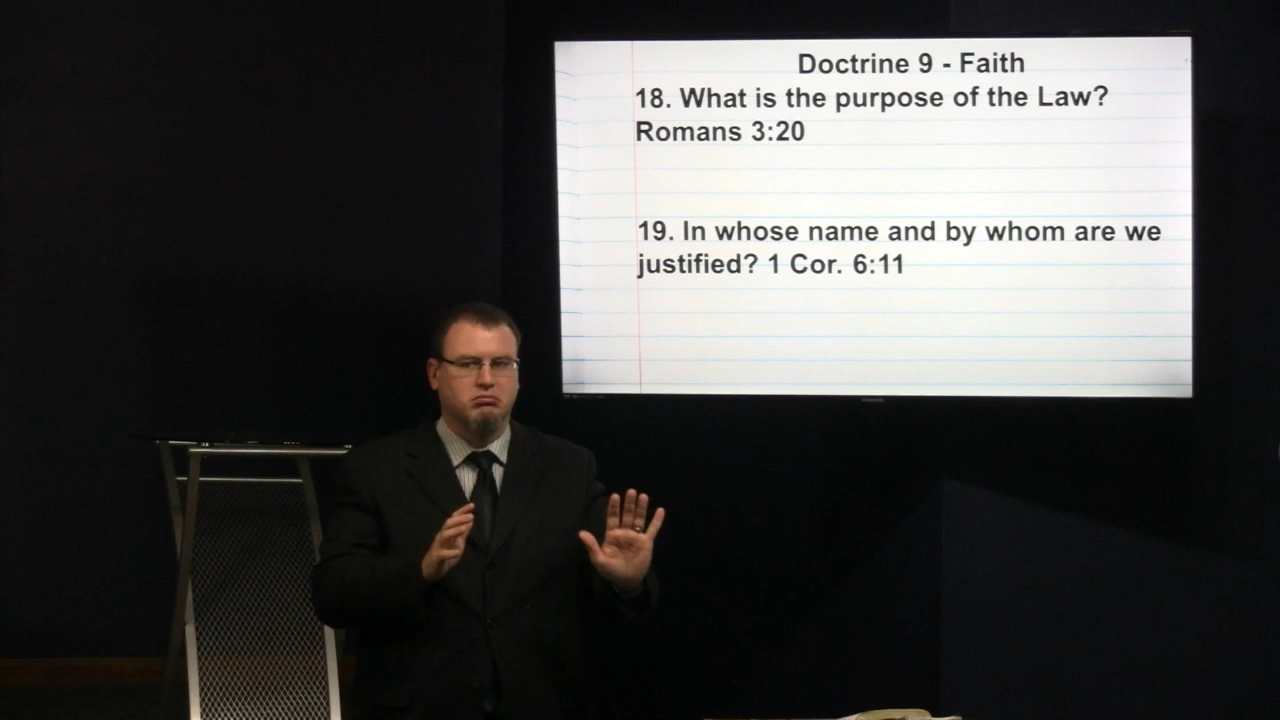 Doctrine 9 - Faith
18. What is the purpose of the Law?
Romans 3:20
19. In whose name and by whom are we
justified? 1 Cor. 6:11